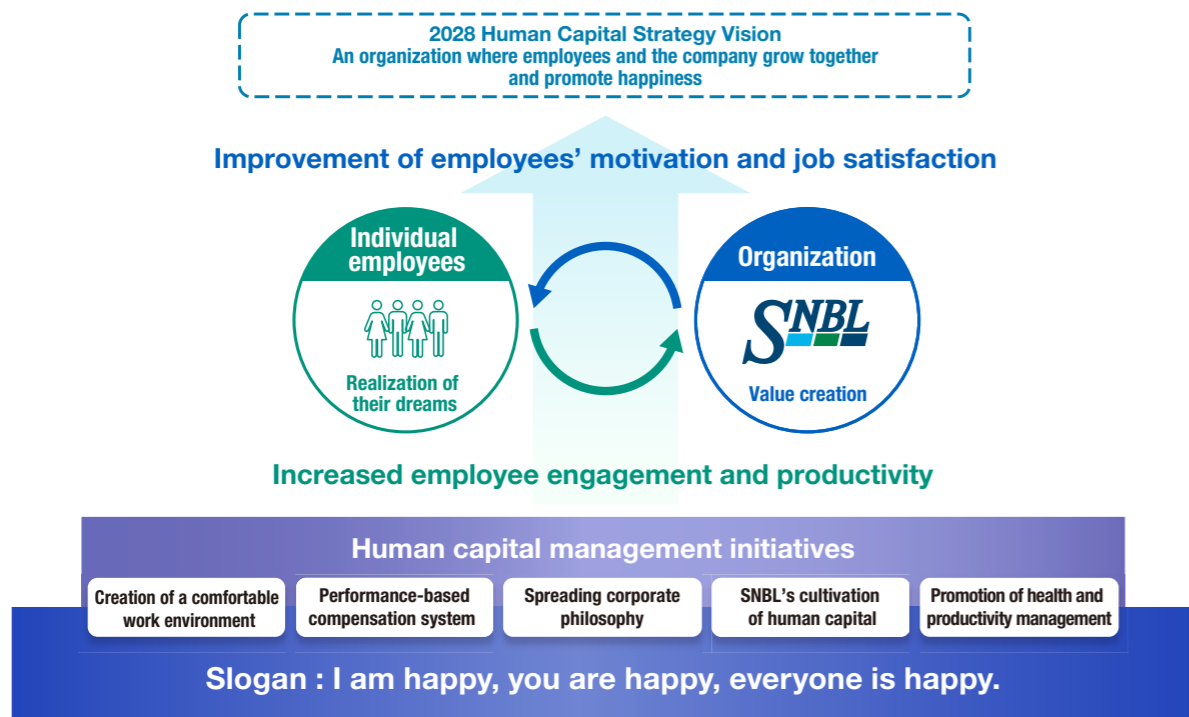 2028 Human Capital Strategy Vision
An organization where employees and the company grow together
and promote happiness
Improvement of employees’ motivation and job satisfaction
Individual
employees
Realization of
their dreams
Organization
SNBL
Value creation
Increased employee engagement and productivity
Human capital management initiatives
Creation of a comfortable
work environment
Performance-based
compensation system
Spreading corporate
philosophy
SNBL’s cultivation
of human capital
Promotion of health and
productivity management
Slogan : I am happy, you are happy, everyone is happy.